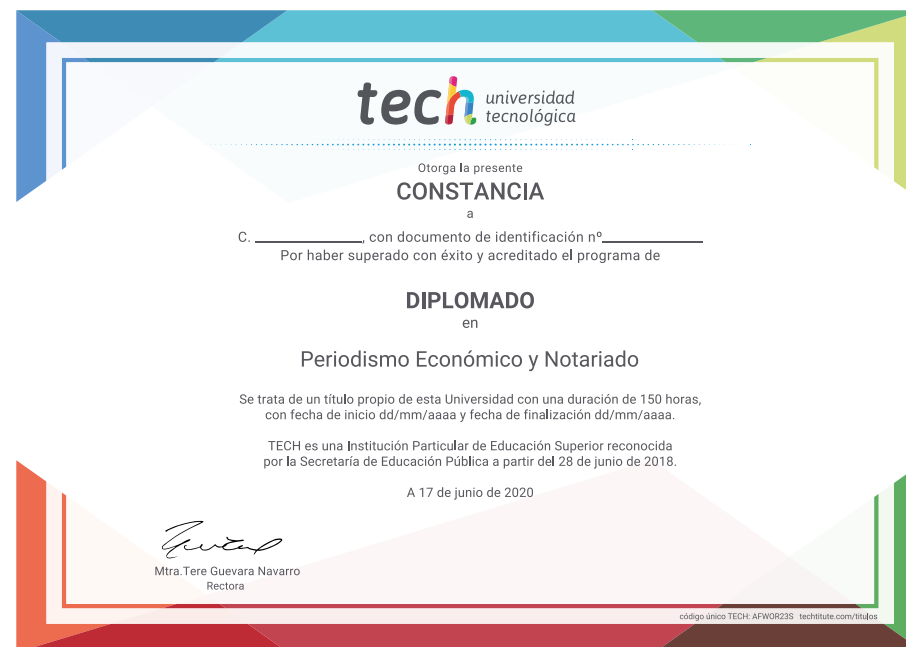 tech universidad
tecnológica
Otorga la presente
CONSTANCIA
a
C. ____________, con documento de identificación nº____________
Por haber superado con éxito y acreditado el programa de
DIPLOMADO
en
Periodismo Económico y Notariado
Se trata de un título propio de esta Universidad con una duración de 150 horas,
con fecha de inicio dd/mm/aaaa y fecha de finalización dd/mm/aaaa.
TECH es una Institución Particular de Educación Superior reconocida
por la Secretaría de Educación Pública a partir del 28 de junio de 2018.
A 17 de junio de 2020
Mtra.Tere Guevara Navarro
Rectora
código único TECH: AFWOR23S techtitute.com/titulos